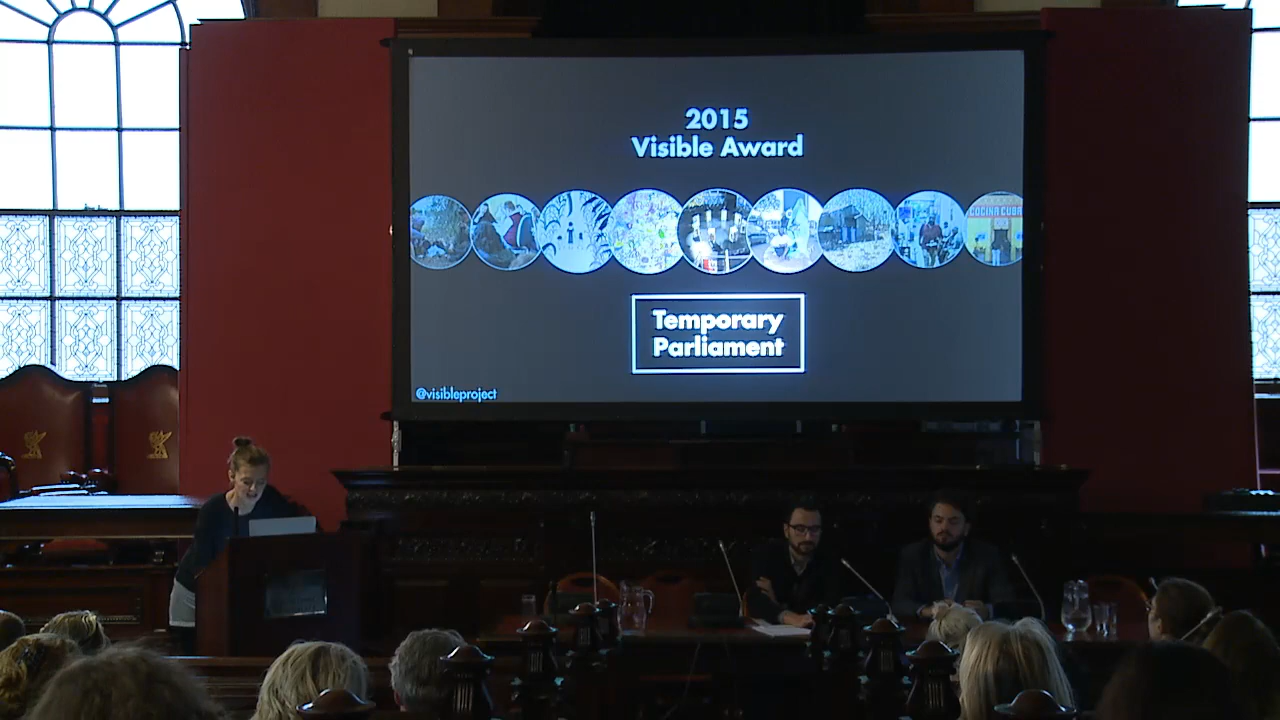 2015
Visible Award
COCINA CUBA
Temporary
Parliament
@visibleproject